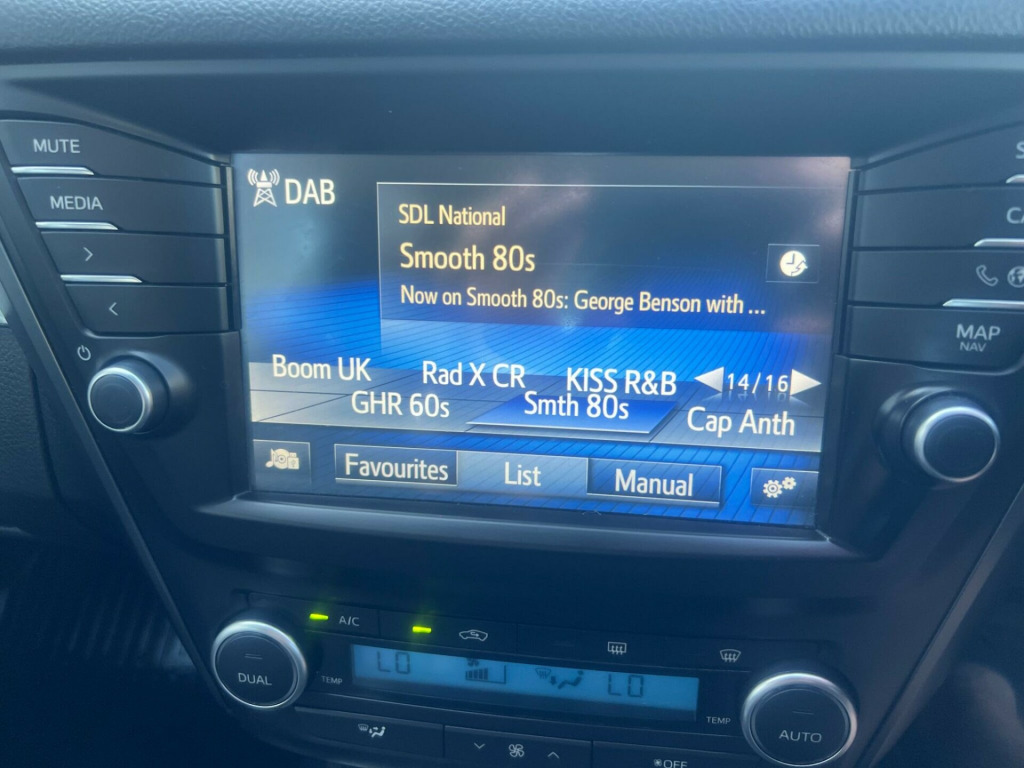 MUTE
MEDIA
DAB
SDL National
Smooth 80s
Now on Smooth 80s: George Benson with ...
Boom UK
Rad X CR
KISS R&B
14/16
GHR 60s
Smth 80s
Cap Anth
Favourites
List
Manual
MAP
NAV
A/C
LO
LO
DUAL
TEMP
TEMP
AUTO
OFF